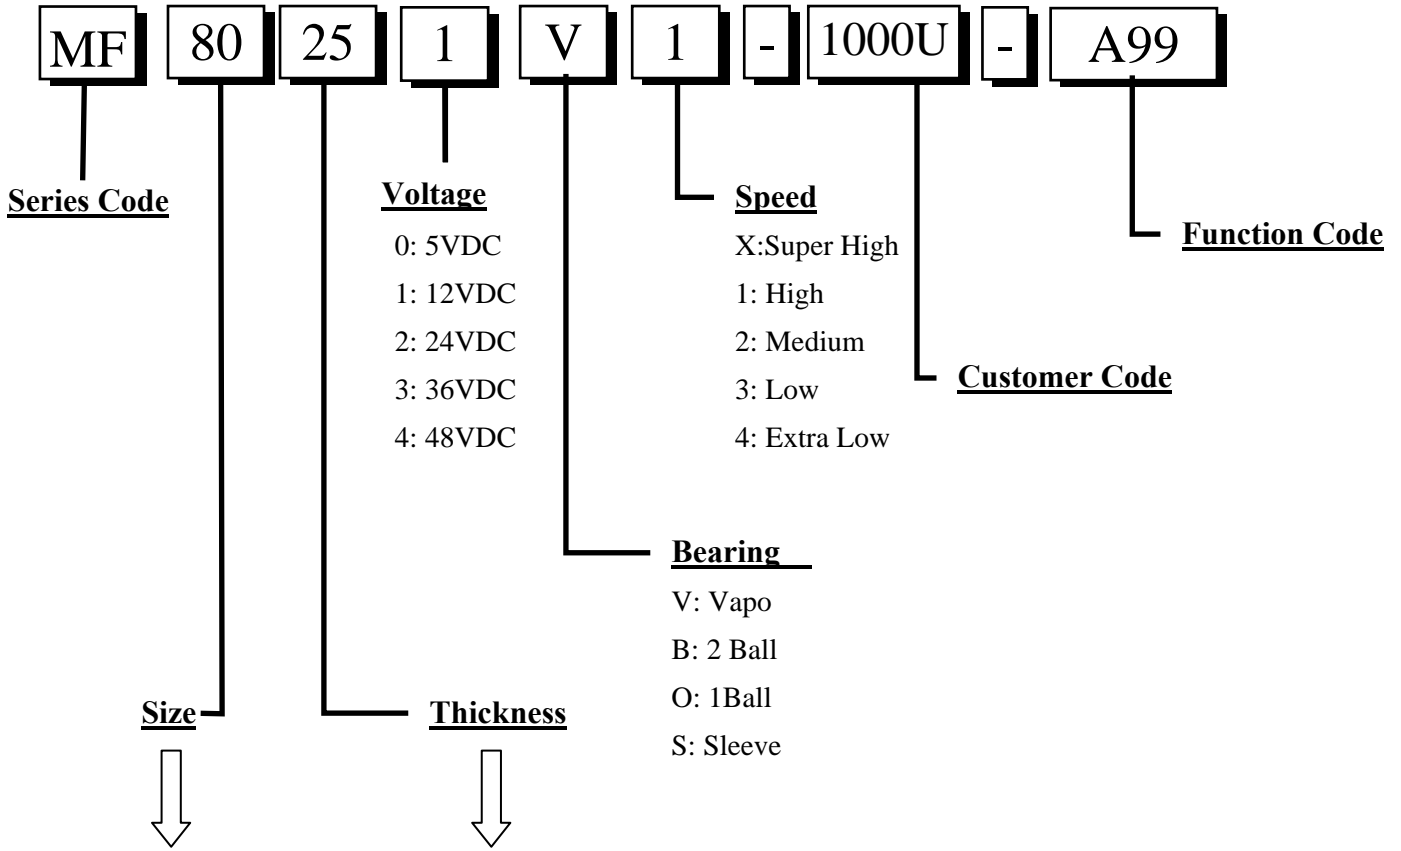 MF 80 25 1 V 1 - 1000U - A99
Series Code
Voltage
0: 5VDC
1: 12VDC
2: 24VDC
3: 36VDC
4: 48VDC
Speed
X:Super High
1: High
2: Medium
3: Low
4: Extra Low
Function Code
Customer Code
Bearing
V: Vapo
B: 2 Ball
O: 1Ball
S: Sleeve
Size
Thickness